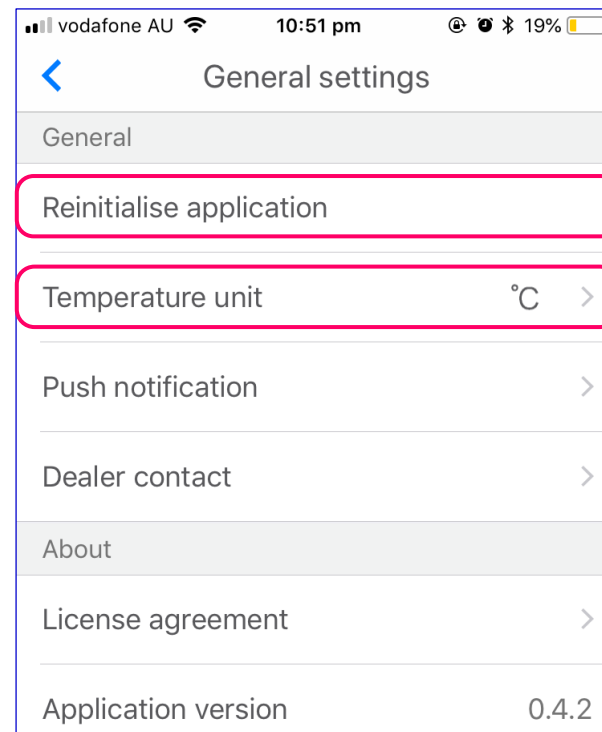 vodafone AU 10:51 pm 19%
General settings
General
Reinitialise application
Temperature unit °C
Push notification
Dealer contact
About
License agreement
Application version 0.4.2